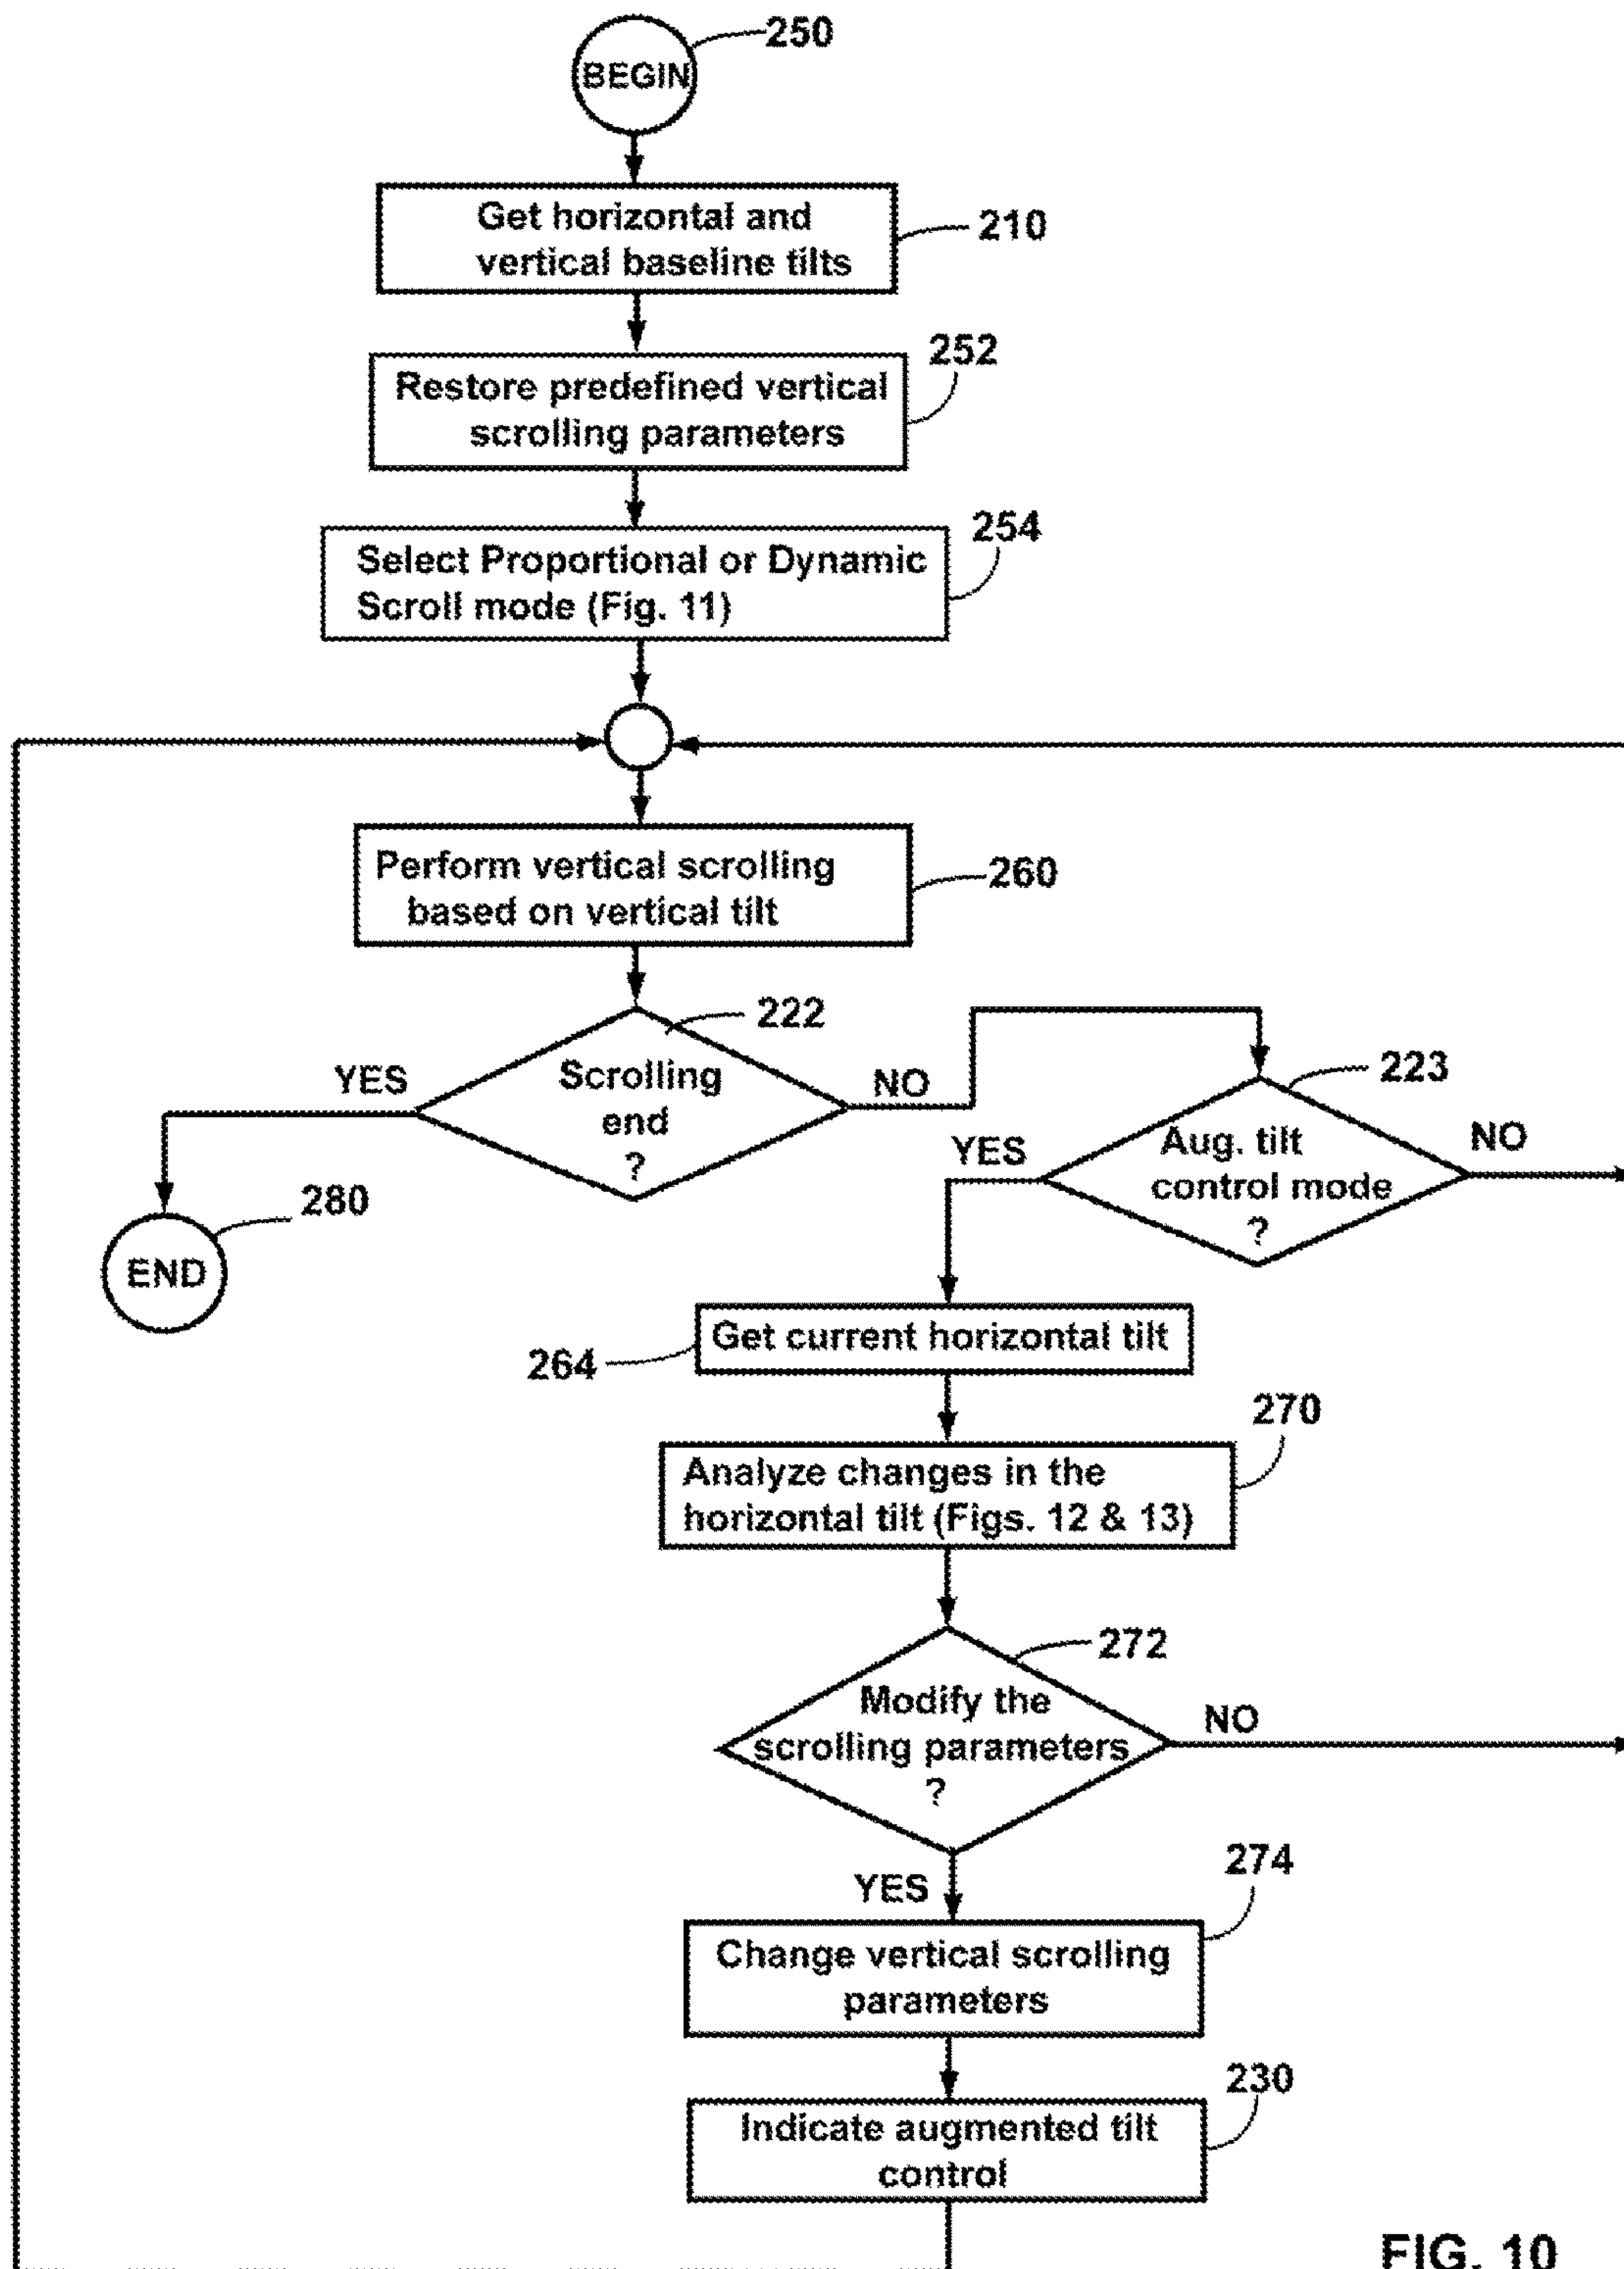 250
BEGIN
Get horizontal and
vertical baseline tilts
210
252
Restore predefined vertical
scrolling parameters
254
Select Proportional or Dynamic
Scroll mode (Fig. 11)
Perform vertical scrolling
based on vertical tilt
260
222
YES
Scrolling
end
?
NO
223
YES
Aug. tilt
control mode
?
NO
280
END
Get current horizontal tilt
264
270
Analyze changes in the
horizontal tilt (Figs. 12 & 13)
272
Modify the
scrolling parameters
?
NO
YES
274
Change vertical scrolling
parameters
230
Indicate augmented tilt
control
FIG. 10